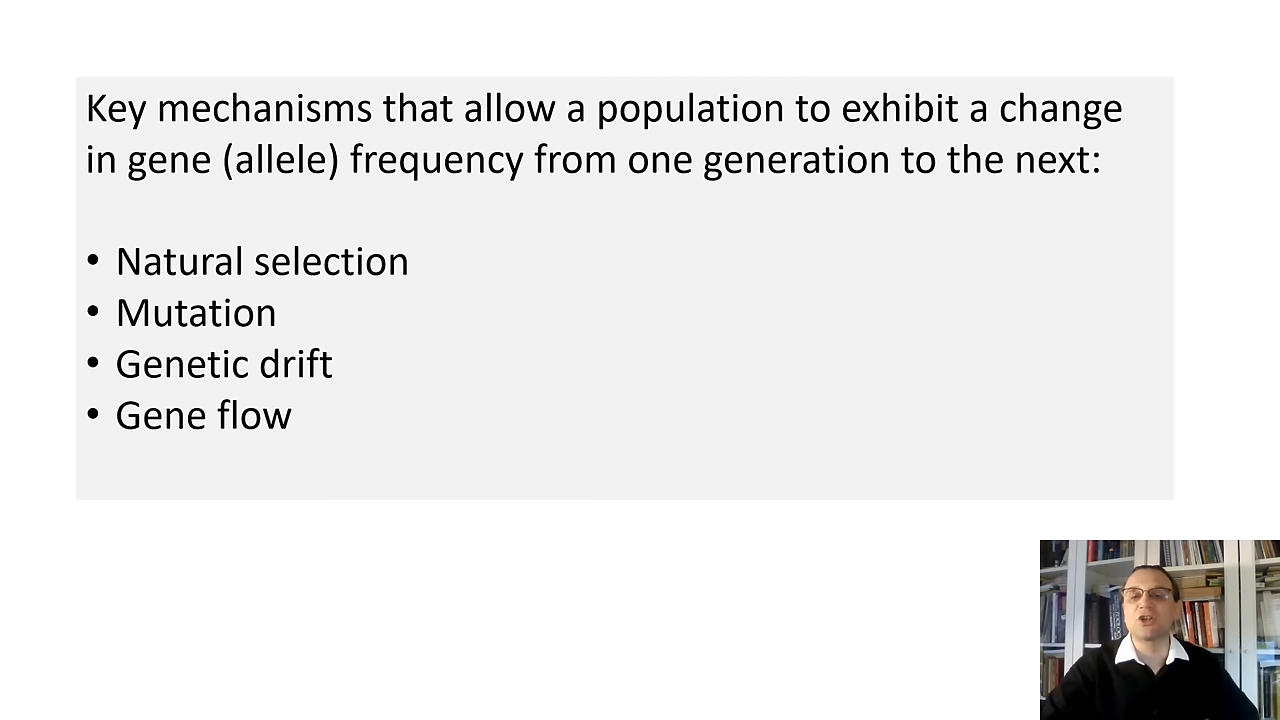 Key mechanisms that allow a population to exhibit a change
in gene (allele) frequency from one generation to the next:
• Natural selection
• Mutation
• Genetic drift
• Gene flow